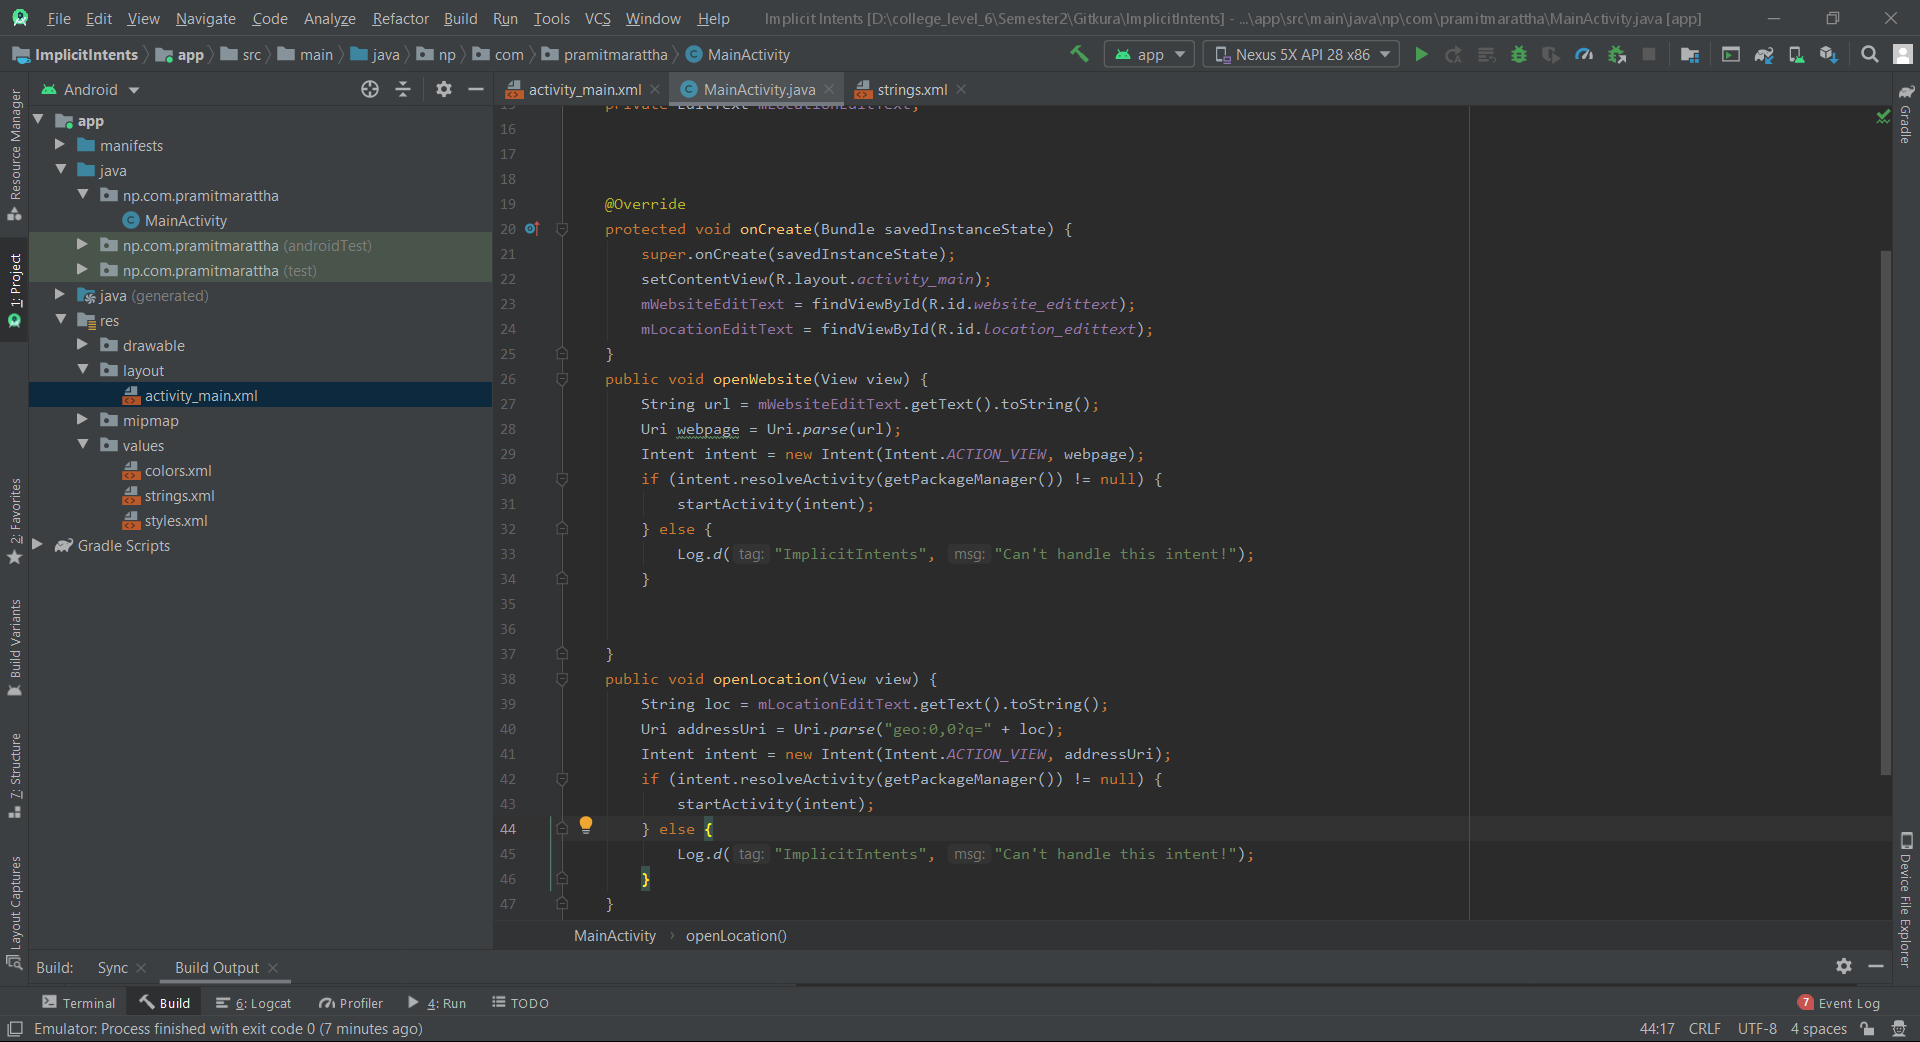 File Edit View Navigate Code Analyze Refactor Build Run Tools VCS Window Help Implicit Intents [D:\college_level_6\Semester2\Gitkura\ImplicitIntents] - ...\app\src\main\java\np\com\pramitmarattha\MainActivity.java [app]
ImplicitIntents app src main java np com pramitmarattha MainActivity app Nexus 5X API 28 x86
Android
activity_main.xml MainActivity.java strings.xml
app
manifests
java
np.com.pramitmarattha
MainActivity
np.com.pramitmarattha (androidTest)
np.com.pramitmarattha (test)
java (generated)
res
drawable
layout
activity_main.xml
mipmap
values
colors.xml
strings.xml
styles.xml
Gradle Scripts
Resource Manager
1: Project
2: Favorites
Build Variants
7: Structure
Layout Captures
private EditText mLocationEditText;
16
17
18
19 @Override
20 protected void onCreate(Bundle savedInstanceState) {
21 super.onCreate(savedInstanceState);
22 setContentView(R.layout.activity_main);
23 mWebsiteEditText = findViewById(R.id.website_edittext);
24 mLocationEditText = findViewById(R.id.location_edittext);
25 }
26 public void openWebsite(View view) {
27 String url = mWebsiteEditText.getText().toString();
28 Uri webpage = Uri.parse(url);
29 Intent intent = new Intent(Intent.ACTION_VIEW, webpage);
30 if (intent.resolveActivity(getPackageManager()) != null) {
31 startActivity(intent);
32 } else {
33 Log.d( tag: "ImplicitIntents", msg: "Can't handle this intent!");
34 }
35
36
37 }
38 public void openLocation(View view) {
39 String loc = mLocationEditText.getText().toString();
40 Uri addressUri = Uri.parse("geo:0,0?q=" + loc);
41 Intent intent = new Intent(Intent.ACTION_VIEW, addressUri);
42 if (intent.resolveActivity(getPackageManager()) != null) {
43 startActivity(intent);
44 } else {
45 Log.d( tag: "ImplicitIntents", msg: "Can't handle this intent!");
46 }
47 }
MainActivity openLocation()
Gradle
Device File Explorer
Build: Sync Build Output
Terminal Build 6: Logcat Profiler 4: Run TODO 7 Event Log
Emulator: Process finished with exit code 0 (7 minutes ago) 44:17 CRLF UTF-8 4 spaces